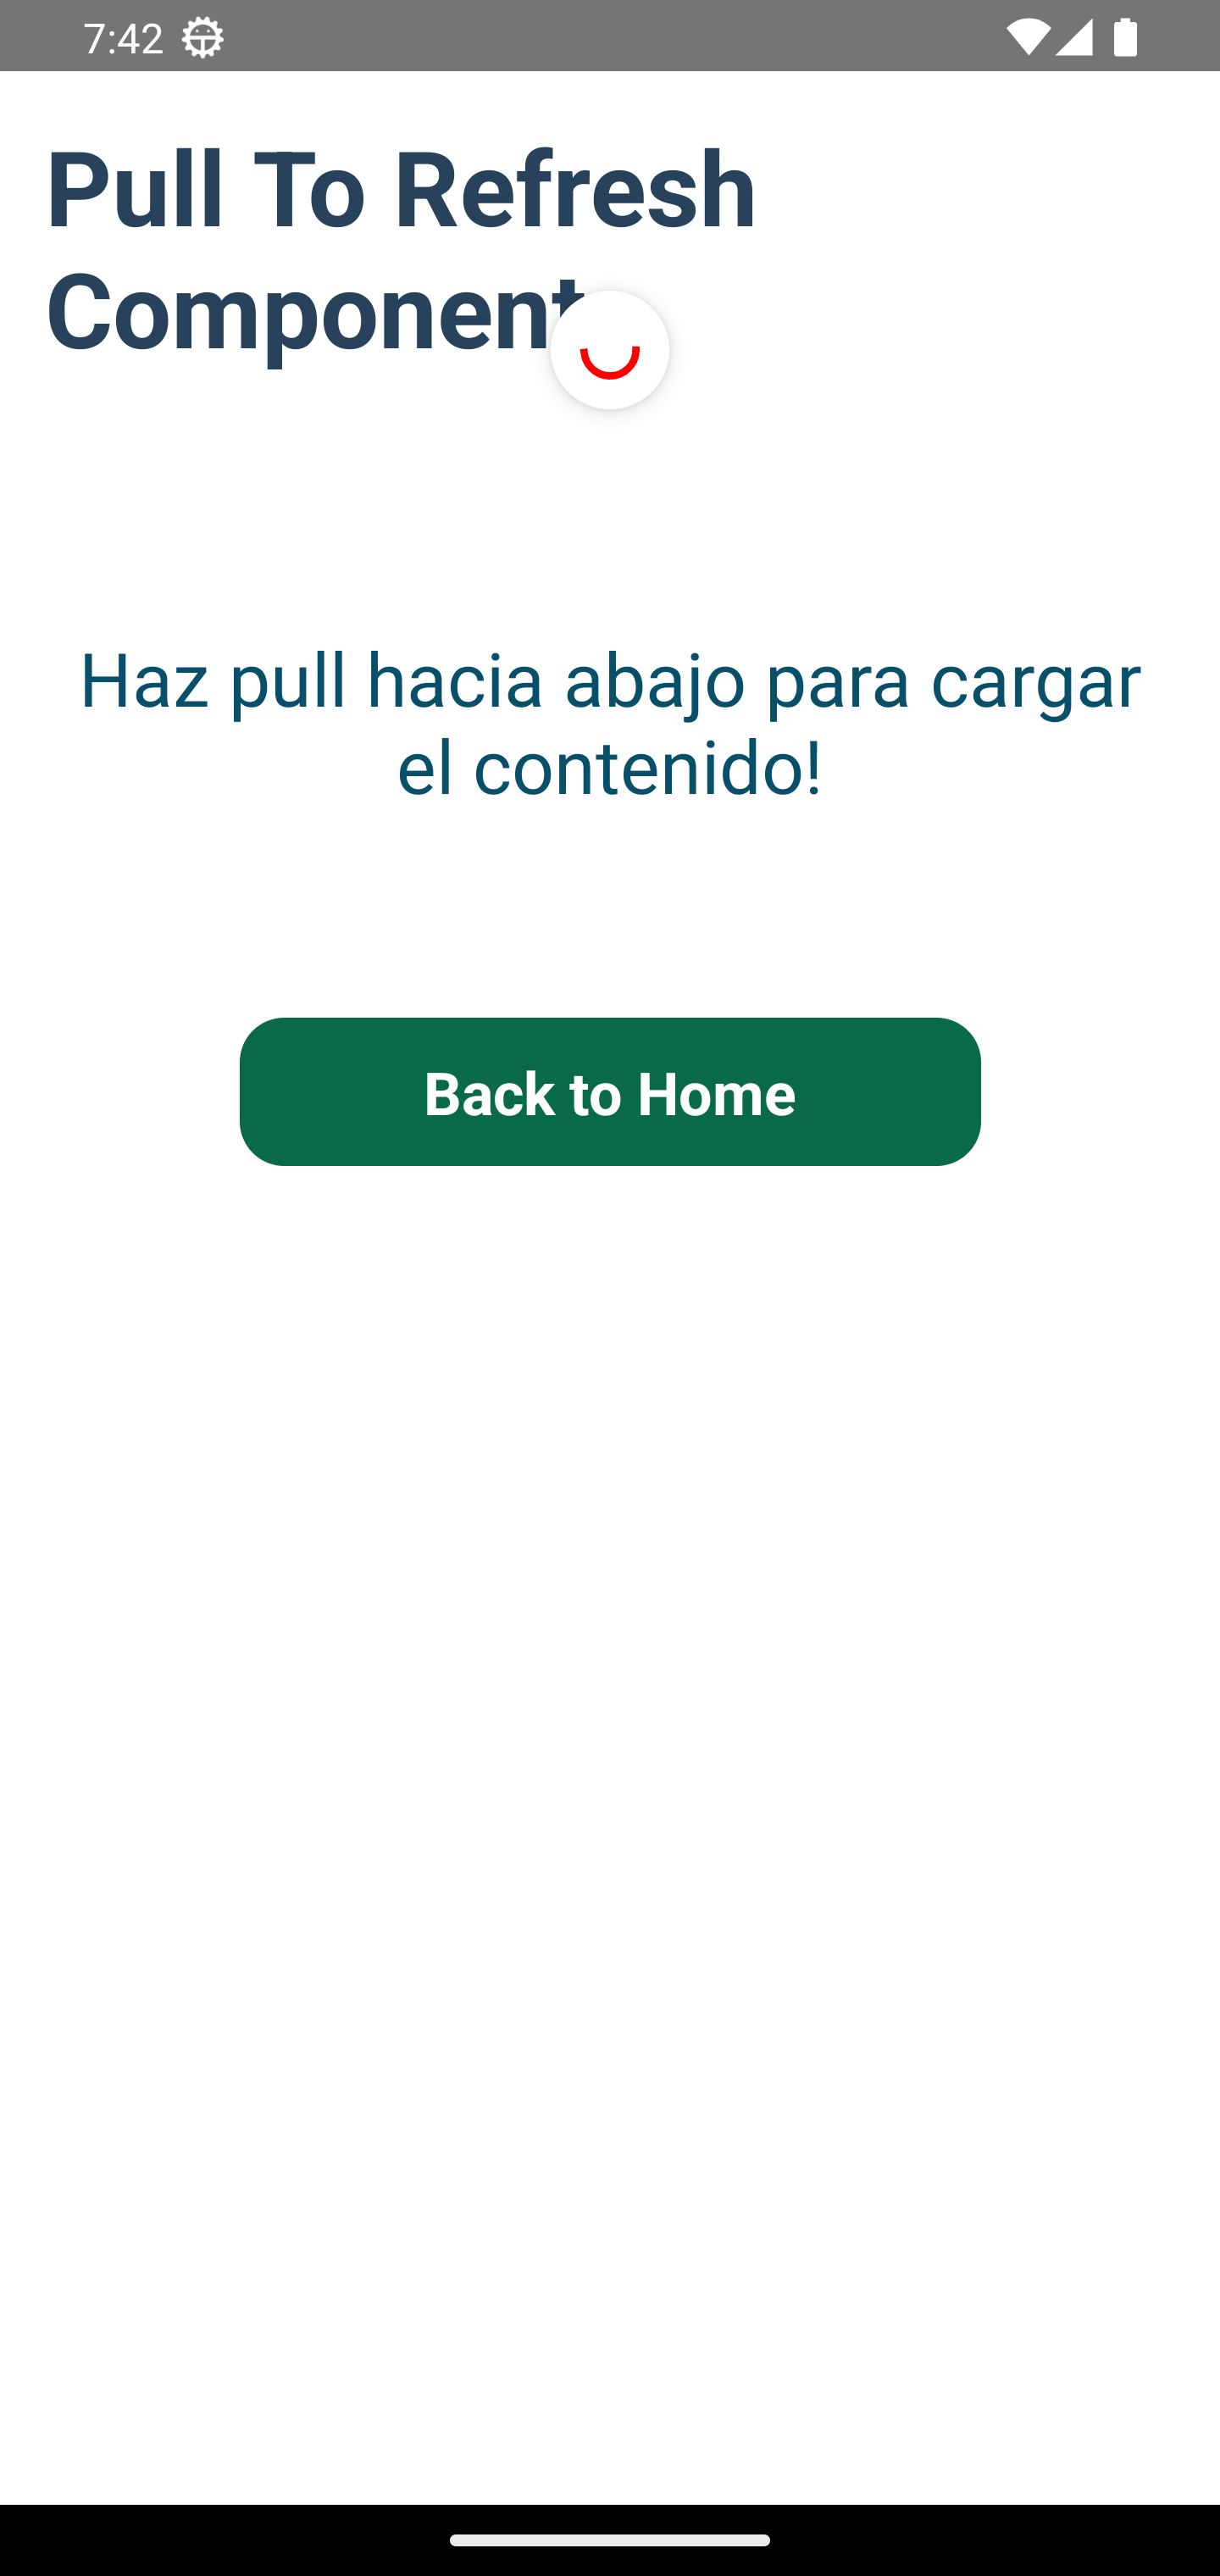 7:42
Pull To Refresh
Component
Haz pull hacia abajo para cargar
el contenido!
Back to Home